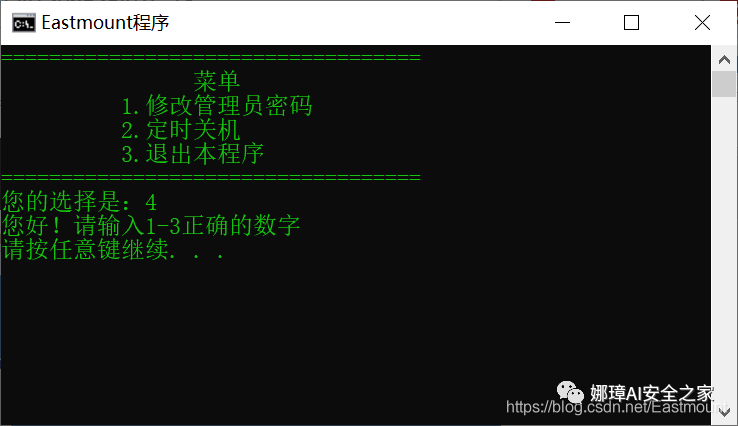 Eastmount程序
===================================
菜单
1.修改管理员密码
2.定时关机
3.退出本程序
===================================
您的选择是：4
您好！请输入1-3正确的数字
请按任意键继续. . .
娜璋AI安全之家
https://blog.csdn.net/Eastmount